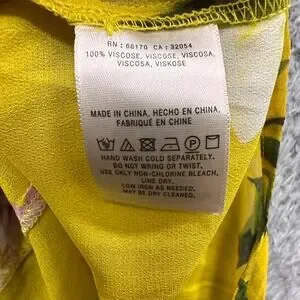 RN : 66170 CA : 32054
100% VISCOSE, VISCOSE, VISCOSA,
VISCOSA, VISKOSE
MADE IN CHINA, HECHO EN CHINA,
FABRIQUÉ EN CHINE
HAND WASH COLD SEPARATELY.
DO NOT WRING OR TWIST.
USE ONLY NON-CHLORINE BLEACH,
LINE DRY.
LOW IRON AS NEEDED,
MAY BE DRY CLEANED.